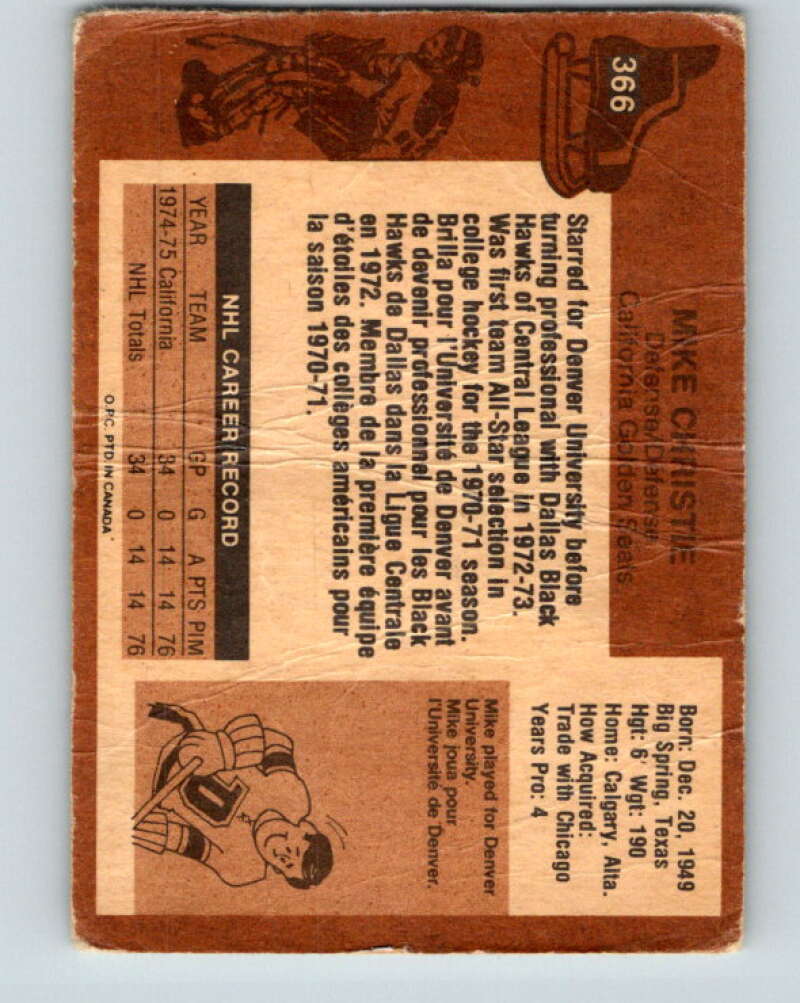 366
MIKE CHRISTIE
Defense/Défense
California Golden Seals
Born: Dec. 20, 1949
Big Spring, Texas
Hgt: 6' Wgt: 190
Home: Calgary, Alta.
How Acquired:
Trade with Chicago
Years Pro: 4
Starred for Denver University before
turning professional with Dallas Black
Hawks of Central League in 1972-73.
Was first team All-Star selection in
college hockey for the 1970-71 season.
Brilla pour l'Université de Denver avant
de devenir professionnel pour les Black
Hawks de Dallas dans la Ligue Centrale
en 1972. Membre de la première équipe
d'étoiles des collèges américains pour
la saison 1970-71.
NHL CAREER RECORD
YEAR TEAM GP G A PTS PIM
1974-75 California 34 0 14 14 76
NHL Totals 34 0 14 14 76
Mike played for Denver
University.
Mike joua pour
l'Université de Denver.
D
O.P.C. PTD. IN CANADA